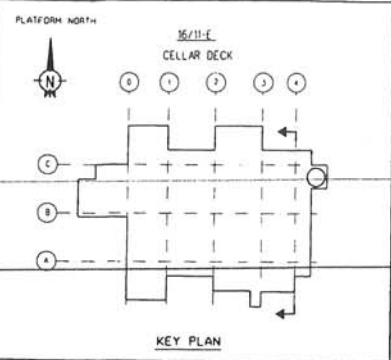 PLATFORM NORTH
N
16/11-E
CELLAR DECK
0 1 2 3 4
C
B
A
KEY PLAN